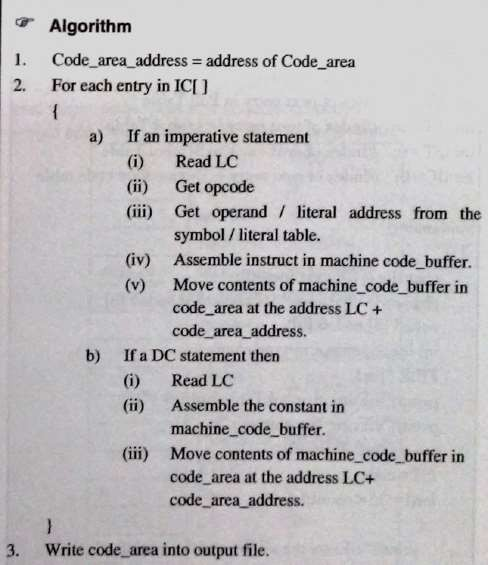 ☞ Algorithm
1. Code_area_address = address of Code_area
2. For each entry in IC[ ]
{
a) If an imperative statement
(i) Read LC
(ii) Get opcode
(iii) Get operand / literal address from the
symbol / literal table.
(iv) Assemble instruct in machine code_buffer.
(v) Move contents of machine_code_buffer in
code_area at the address LC +
code_area_address.
b) If a DC statement then
(i) Read LC
(ii) Assemble the constant in
machine_code_buffer.
(iii) Move contents of machine_code_buffer in
code_area at the address LC+
code_area_address.
}
3. Write code_area into output file.